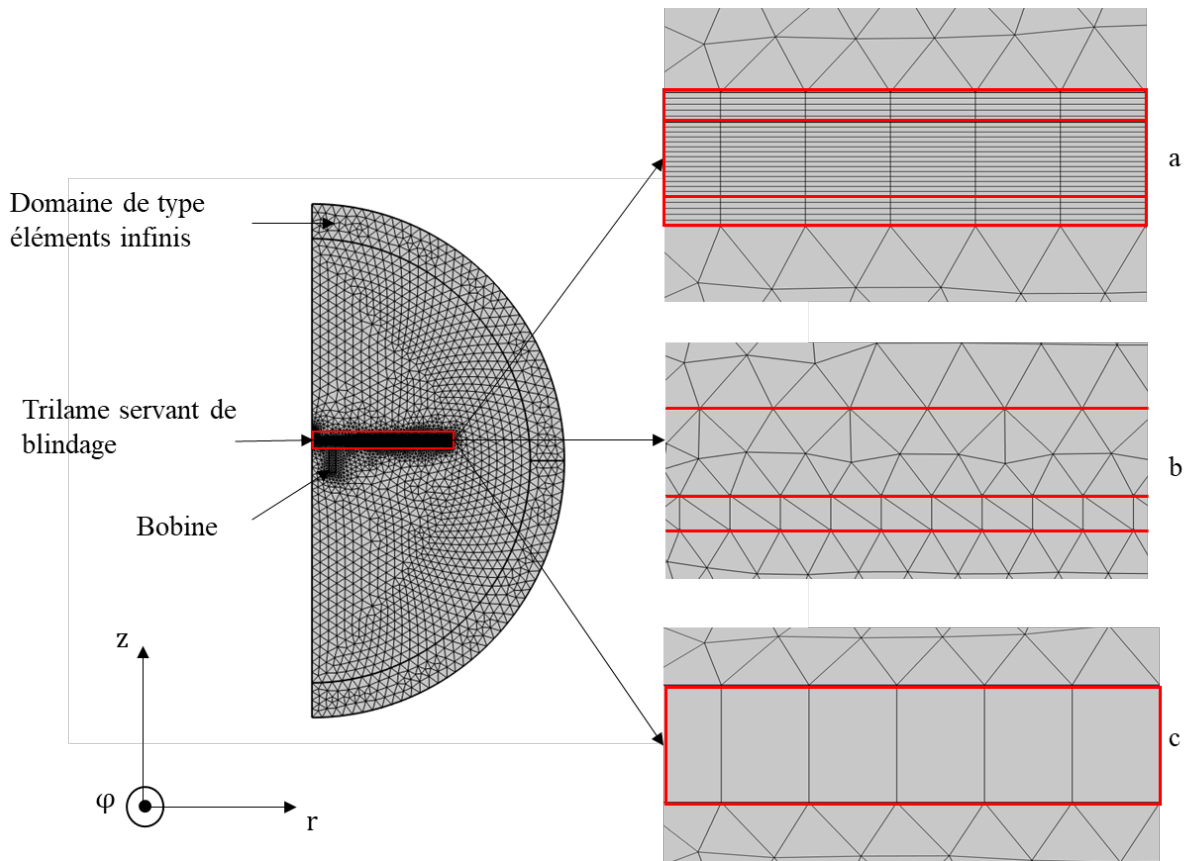 Domaine de type
éléments infinis
Trilame servant de
blindage
Bobine
z
φ
r
a
b
c